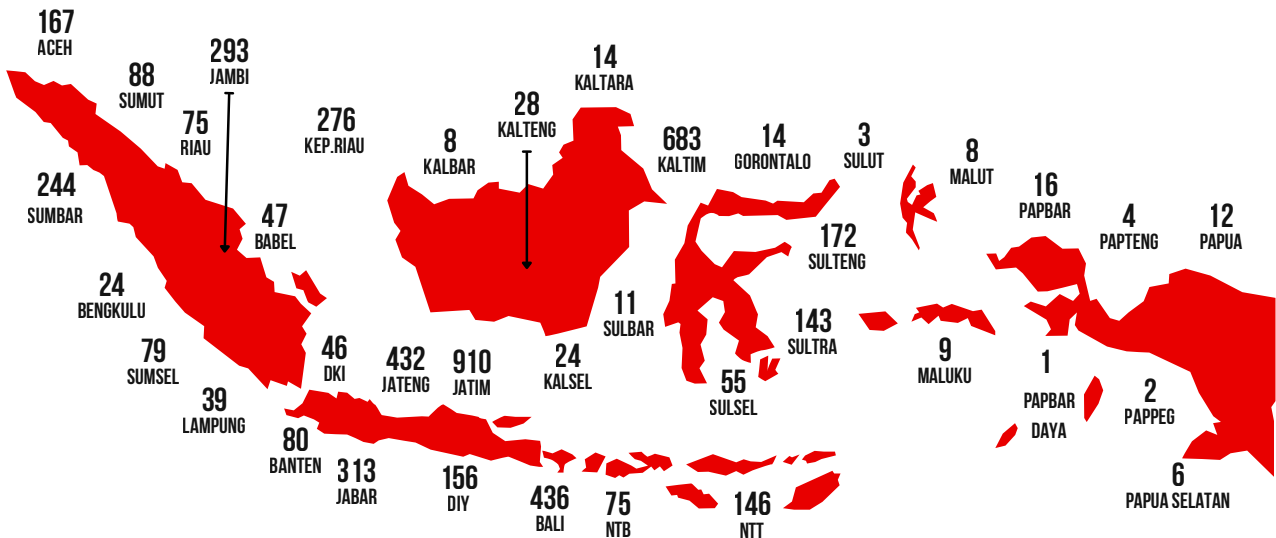 167
ACEH
88
SUMUT
293
JAMBI
75
RIAU
276
KEP.RIAU
244
SUMBAR
47
BABEL
24
BENGKULU
79
SUMSEL
39
LAMPUNG
8
KALBAR
28
KALTENG
14
KALTARA
683
KALTIM
24
KALSEL
14
GORONTALO
3
SULUT
172
SULTENG
11
SULBAR
143
SULTRA
55
SULSEL
8
MALUT
9
MALUKU
16
PAPBAR
4
PAPTENG
12
PAPUA
1
PAPBAR
DAYA
2
PAPPEG
6
PAPUA SELATAN
46
DKI
80
BANTEN
313
JABAR
432
JATENG
156
DIY
910
JATIM
436
BALI
75
NTB
146
NTT